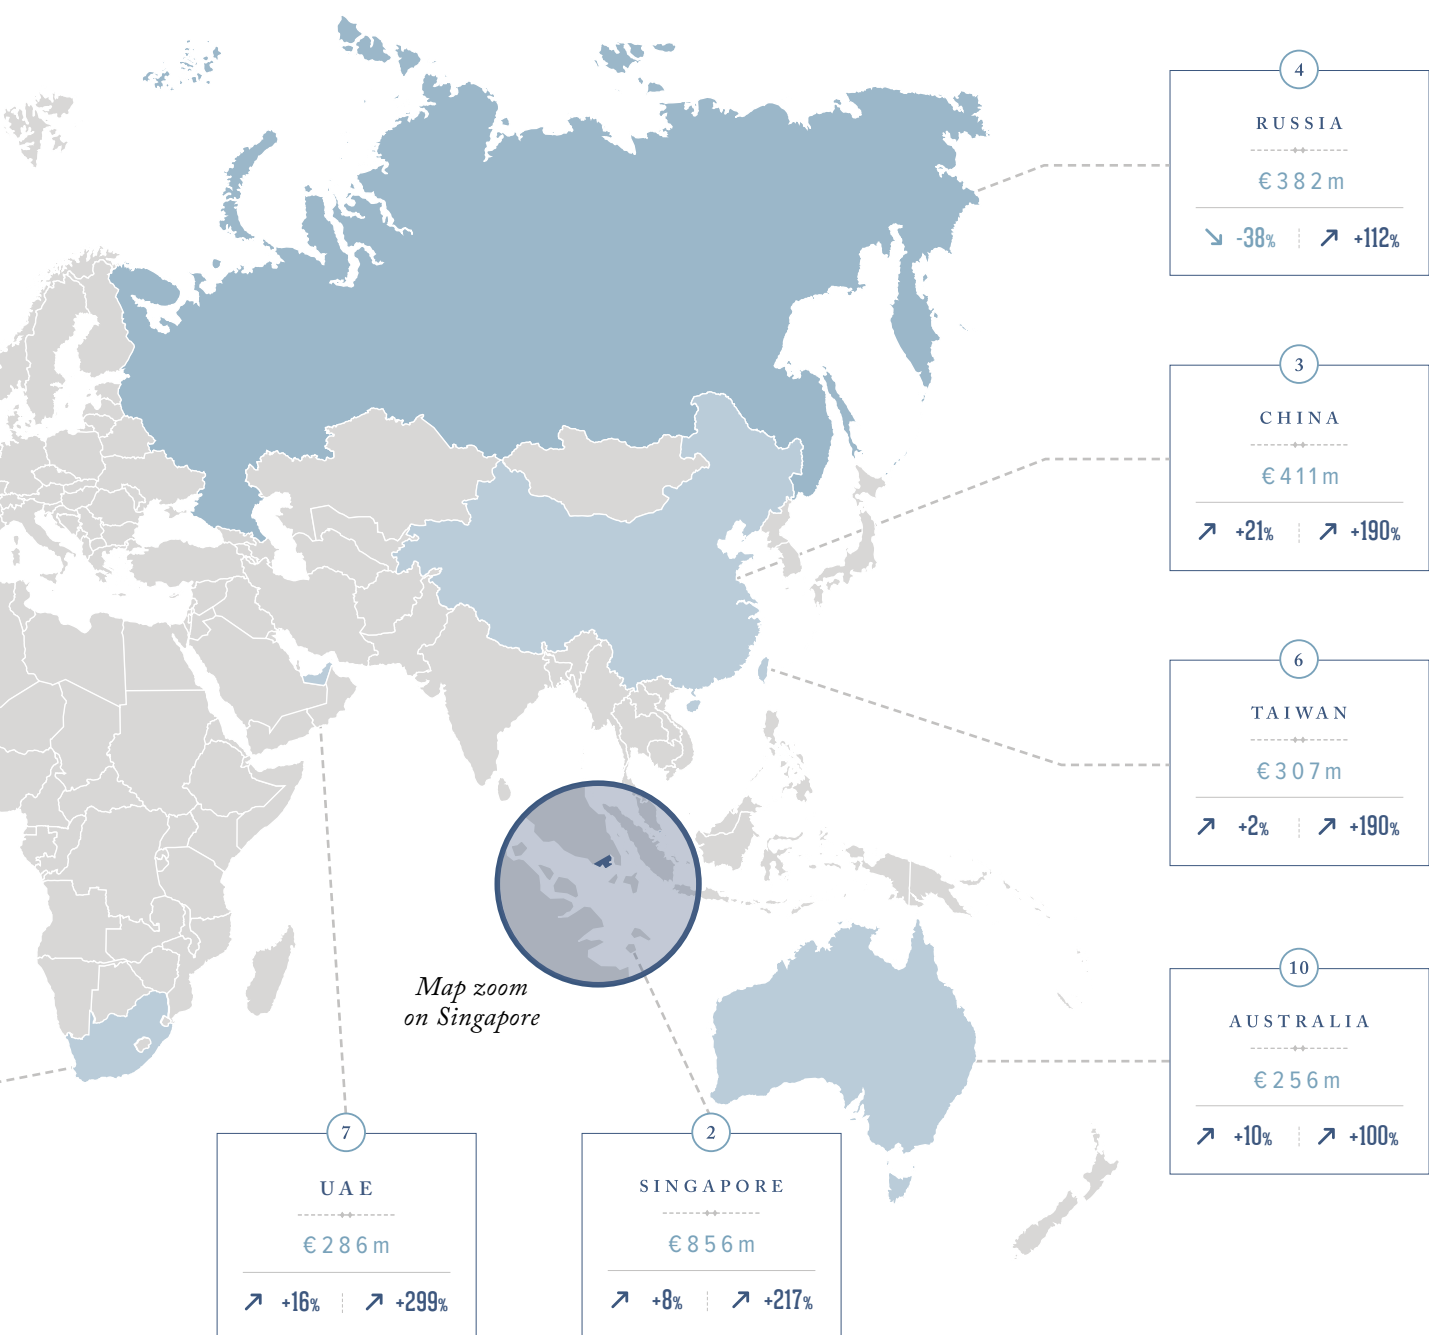 4
RUSSIA
€382m
-38% +112%
3
CHINA
€411m
+21% +190%
6
TAIWAN
€307m
+2% +190%
10
AUSTRALIA
€256m
+10% +100%
Map zoom
on Singapore
7
UAE
€286m
+16% +299%
2
SINGAPORE
€856m
+8% +217%